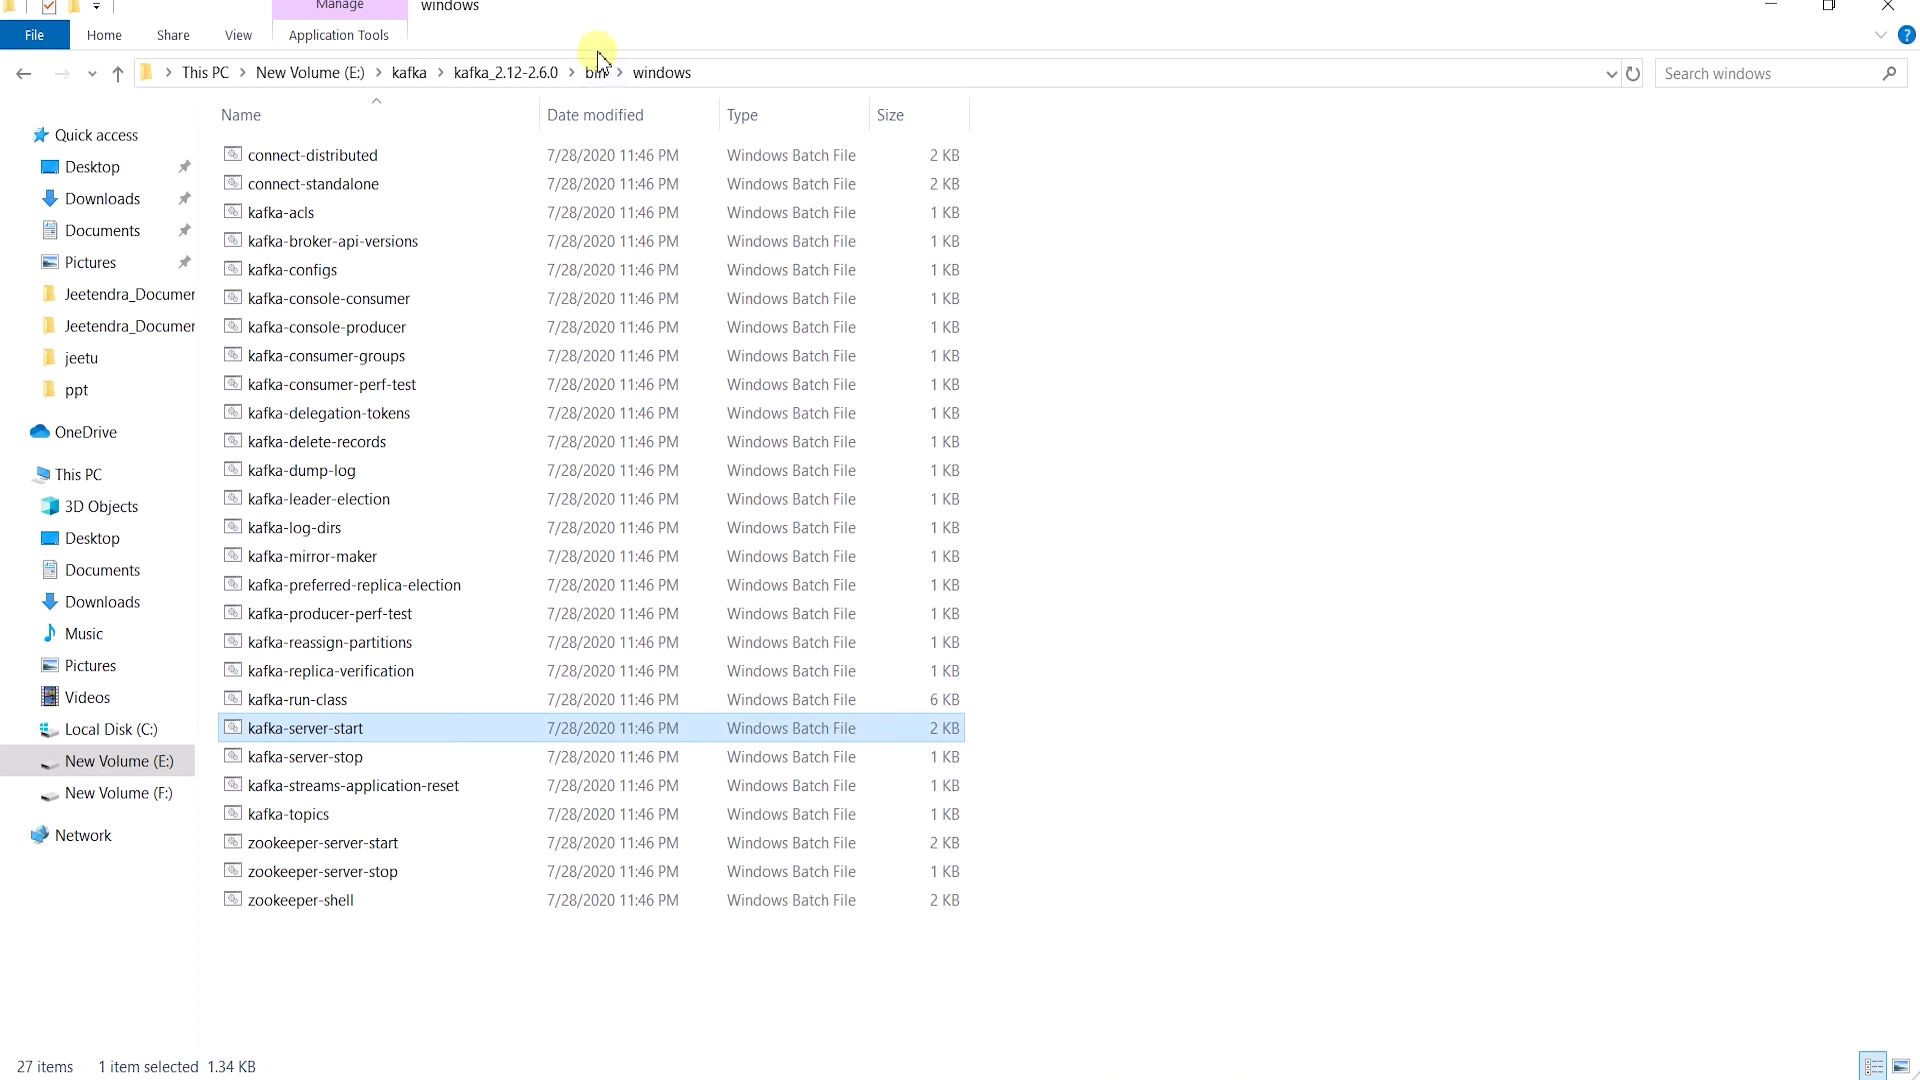 Manage
windows
File
Home
Share
View
Application Tools
This PC
New Volume (E:)
kafka
kafka_2.12-2.6.0
bin
windows
Search windows
Name
Date modified
Type
Size
Quick access
Desktop
Downloads
Documents
Pictures
Jeetendra_Documer
Jeetendra_Documer
jeetu
ppt
OneDrive
This PC
3D Objects
Desktop
Documents
Downloads
Music
Pictures
Videos
Local Disk (C:)
New Volume (E:)
New Volume (F:)
Network
connect-distributed 7/28/2020 11:46 PM Windows Batch File 2 KB
connect-standalone 7/28/2020 11:46 PM Windows Batch File 2 KB
kafka-acls 7/28/2020 11:46 PM Windows Batch File 1 KB
kafka-broker-api-versions 7/28/2020 11:46 PM Windows Batch File 1 KB
kafka-configs 7/28/2020 11:46 PM Windows Batch File 1 KB
kafka-console-consumer 7/28/2020 11:46 PM Windows Batch File 1 KB
kafka-console-producer 7/28/2020 11:46 PM Windows Batch File 1 KB
kafka-consumer-groups 7/28/2020 11:46 PM Windows Batch File 1 KB
kafka-consumer-perf-test 7/28/2020 11:46 PM Windows Batch File 1 KB
kafka-delegation-tokens 7/28/2020 11:46 PM Windows Batch File 1 KB
kafka-delete-records 7/28/2020 11:46 PM Windows Batch File 1 KB
kafka-dump-log 7/28/2020 11:46 PM Windows Batch File 1 KB
kafka-leader-election 7/28/2020 11:46 PM Windows Batch File 1 KB
kafka-log-dirs 7/28/2020 11:46 PM Windows Batch File 1 KB
kafka-mirror-maker 7/28/2020 11:46 PM Windows Batch File 1 KB
kafka-preferred-replica-election 7/28/2020 11:46 PM Windows Batch File 1 KB
kafka-producer-perf-test 7/28/2020 11:46 PM Windows Batch File 1 KB
kafka-reassign-partitions 7/28/2020 11:46 PM Windows Batch File 1 KB
kafka-replica-verification 7/28/2020 11:46 PM Windows Batch File 1 KB
kafka-run-class 7/28/2020 11:46 PM Windows Batch File 6 KB
kafka-server-start 7/28/2020 11:46 PM Windows Batch File 2 KB
kafka-server-stop 7/28/2020 11:46 PM Windows Batch File 1 KB
kafka-streams-application-reset 7/28/2020 11:46 PM Windows Batch File 1 KB
kafka-topics 7/28/2020 11:46 PM Windows Batch File 1 KB
zookeeper-server-start 7/28/2020 11:46 PM Windows Batch File 2 KB
zookeeper-server-stop 7/28/2020 11:46 PM Windows Batch File 1 KB
zookeeper-shell 7/28/2020 11:46 PM Windows Batch File 2 KB
27 items 1 item selected 1.34 KB